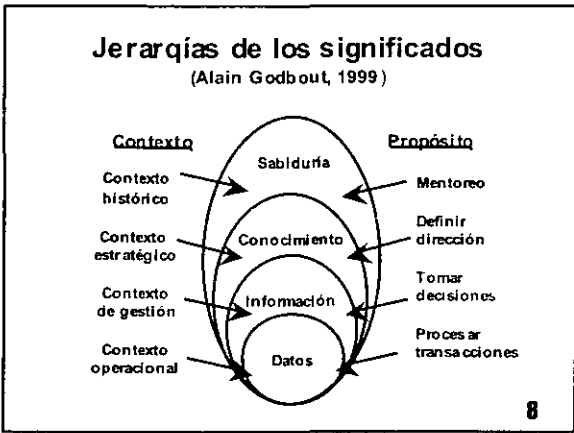 Jerarqías de los significados
(Alain Godbout, 1999)
Contexto
Propósito
Sabiduría
Contexto
histórico
Mentoreo
Conocimiento
Contexto
estratégico
Definir
dirección
Información
Contexto
de gestión
Tomar
decisiones
Datos
Contexto
operacional
Procesar
transacciones
8